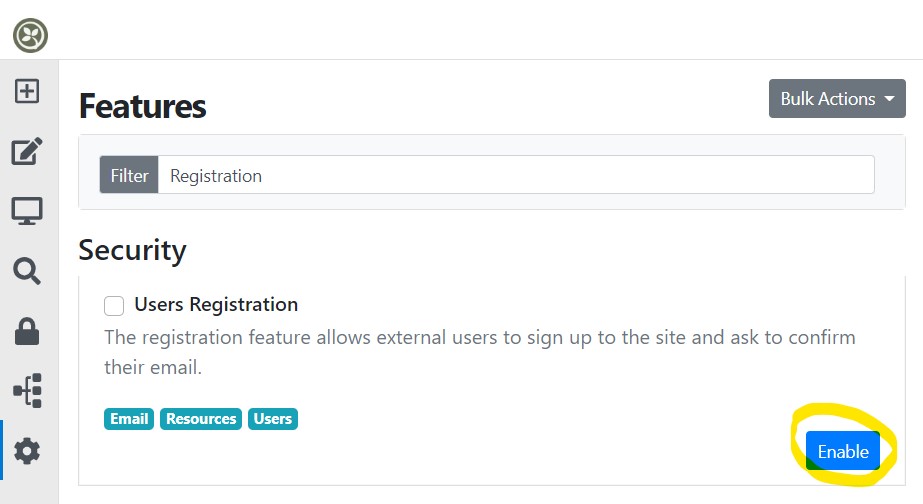 Features
Bulk Actions
Filter Registration
Security
Users Registration
The registration feature allows external users to sign up to the site and ask to confirm
their email.
Email Resources Users
Enable